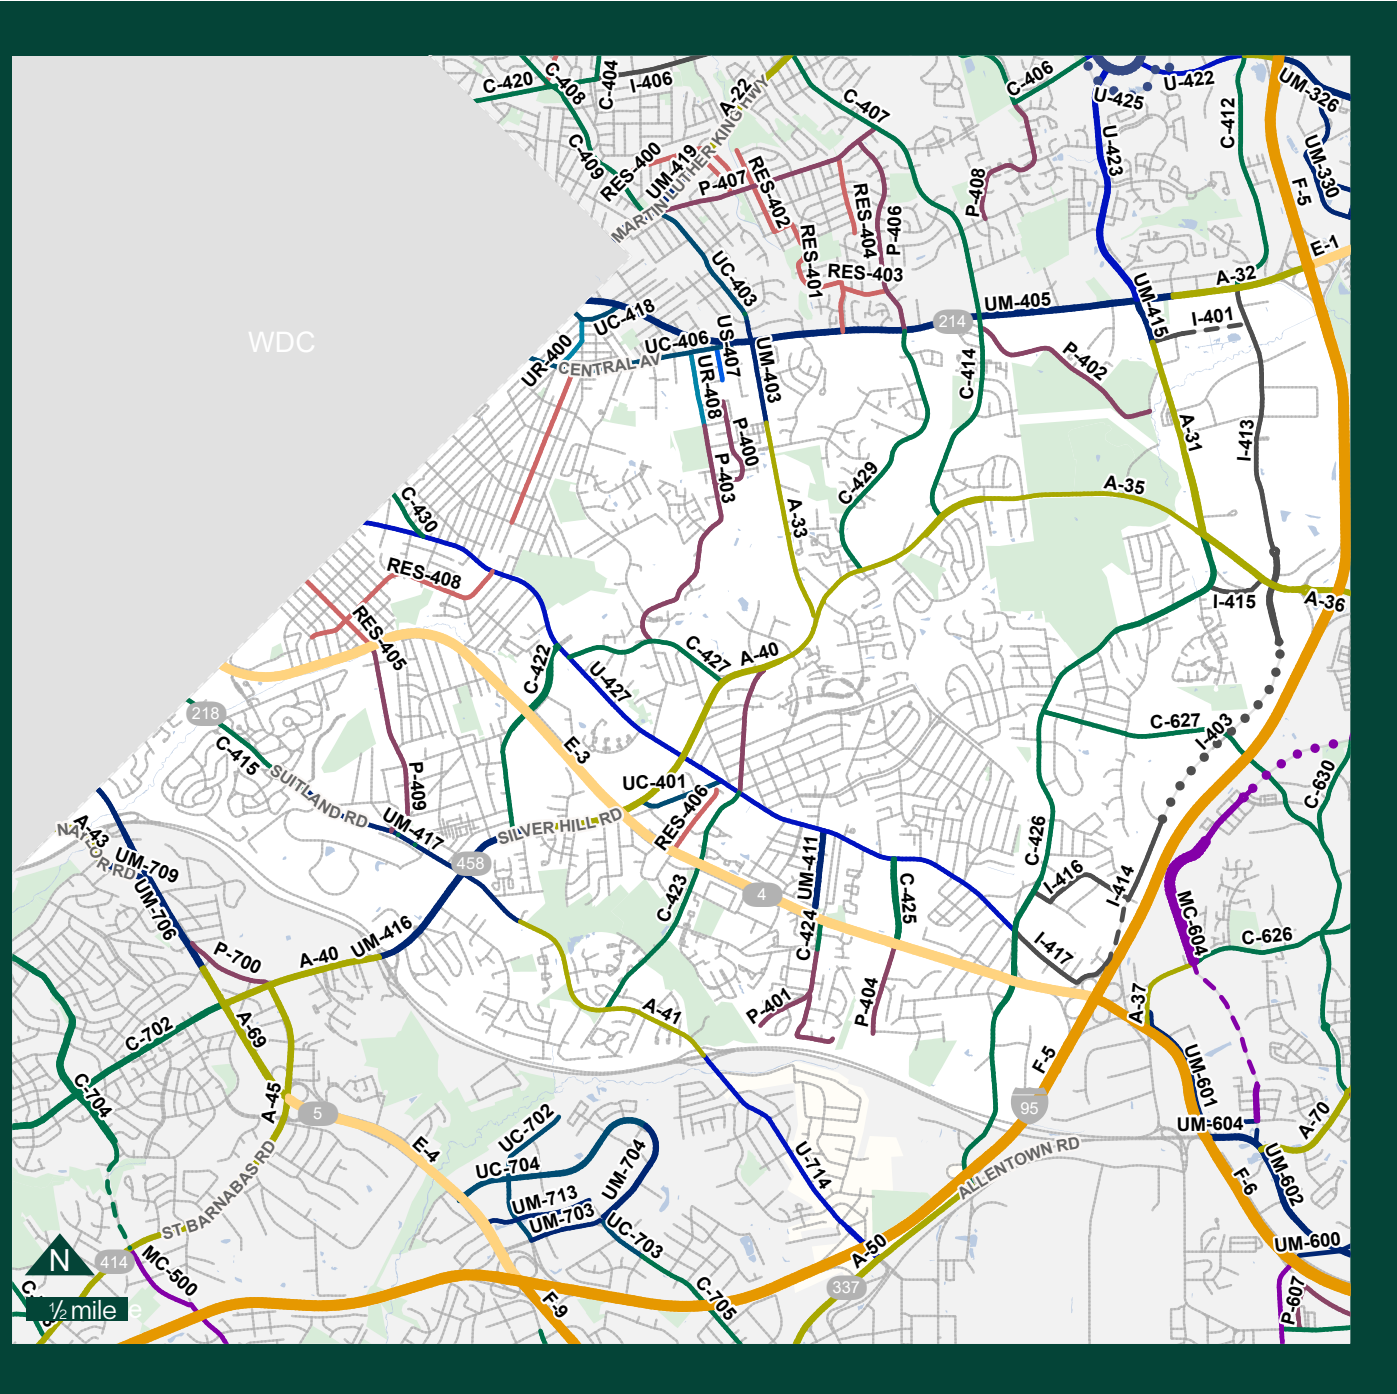 C-420
C-408
C-404
I-406
A-22
C-406
U-422
U-425
UM-326
C-407
C-412
MARTIN LUTHER KING HWY
C-409
RES-400
UM-419
P-407
RES-402
U-423
UM-330
F-5
P-408
RES-404
P-406
E-1
RES-401
RES-403
UC-403
A-32
UM-405
UM-415
UC-418
US-407
214
I-401
WDC
UC-406
UR-400
CENTRAL AV
UM-403
P-402
C-414
UR-408
P-400
A-31
I-413
P-403
C-429
A-35
C-430
A-33
RES-408
I-415
A-36
RES-405
C-422
C-427
A-40
U-427
218
C-627
I-403
C-415
E-3
SUITLAND RD
P-409
UC-401
C-630
RES-406
UM-417
SILVER HILL RD
A-43
NAYLOR RD
UM-709
458
C-426
UM-411
I-416
I-414
4
C-423
C-425
UM-706
MC-604
UM-416
C-424
I-417
C-626
P-700
A-40
P-401
P-404
A-37
A-41
A-69
C-702
F-5
UM-601
C-704
A-45
5
95
A-70
UC-702
UM-604
E-4
ST BARNABAS RD
UC-704
UM-704
U-714
ALLENTOWN RD
F-6
UM-602
UM-713
UM-703
UC-703
N
414
MC-500
A-50
UM-600
337
½ mile
F-9
C-705
P-607